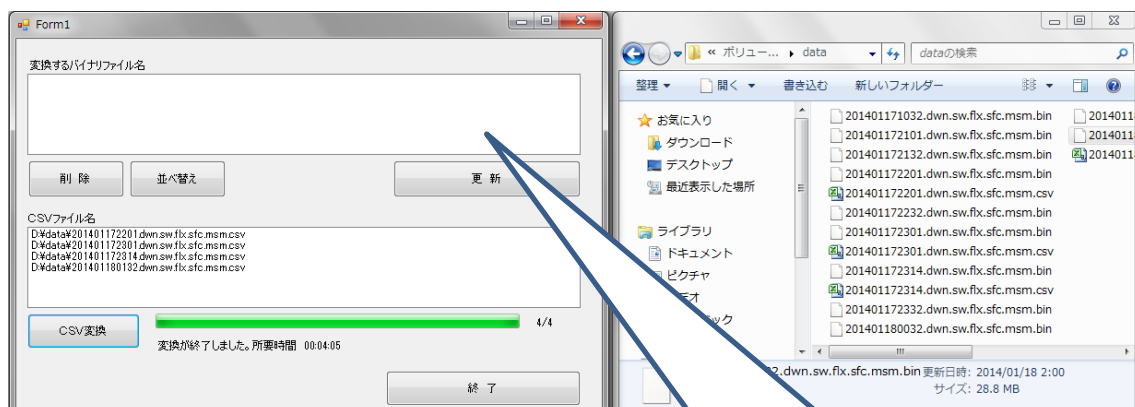 Form1
変換するバイナリファイル名
削 除
並べ替え
更 新
CSVファイル名
D:¥data¥201401172201.dwn.sw.flx.sfc.msm.csv
D:¥data¥201401172301.dwn.sw.flx.sfc.msm.csv
D:¥data¥201401172314.dwn.sw.flx.sfc.msm.csv
D:¥data¥201401180132.dwn.sw.flx.sfc.msm.csv
CSV変換
4/4
変換が終了しました。所要時間 00:04:05
終 了
« ボリュー... ▸ data
dataの検索
整理 開く 書き込む 新しいフォルダー
お気に入り
ダウンロード
デスクトップ
最近表示した場所
ライブラリ
ドキュメント
ピクチャ
201401171032.dwn.sw.flx.sfc.msm.bin
201401172101.dwn.sw.flx.sfc.msm.bin
201401172132.dwn.sw.flx.sfc.msm.bin
201401172201.dwn.sw.flx.sfc.msm.bin
201401172201.dwn.sw.flx.sfc.msm.csv
201401172232.dwn.sw.flx.sfc.msm.bin
201401172301.dwn.sw.flx.sfc.msm.bin
201401172301.dwn.sw.flx.sfc.msm.csv
201401172314.dwn.sw.flx.sfc.msm.bin
201401172314.dwn.sw.flx.sfc.msm.csv
201401172332.dwn.sw.flx.sfc.msm.bin
201401180032.dwn.sw.flx.sfc.msm.bin
2.dwn.sw.flx.sfc.msm.bin 更新日時: 2014/01/18 2:00
サイズ: 28.8 MB